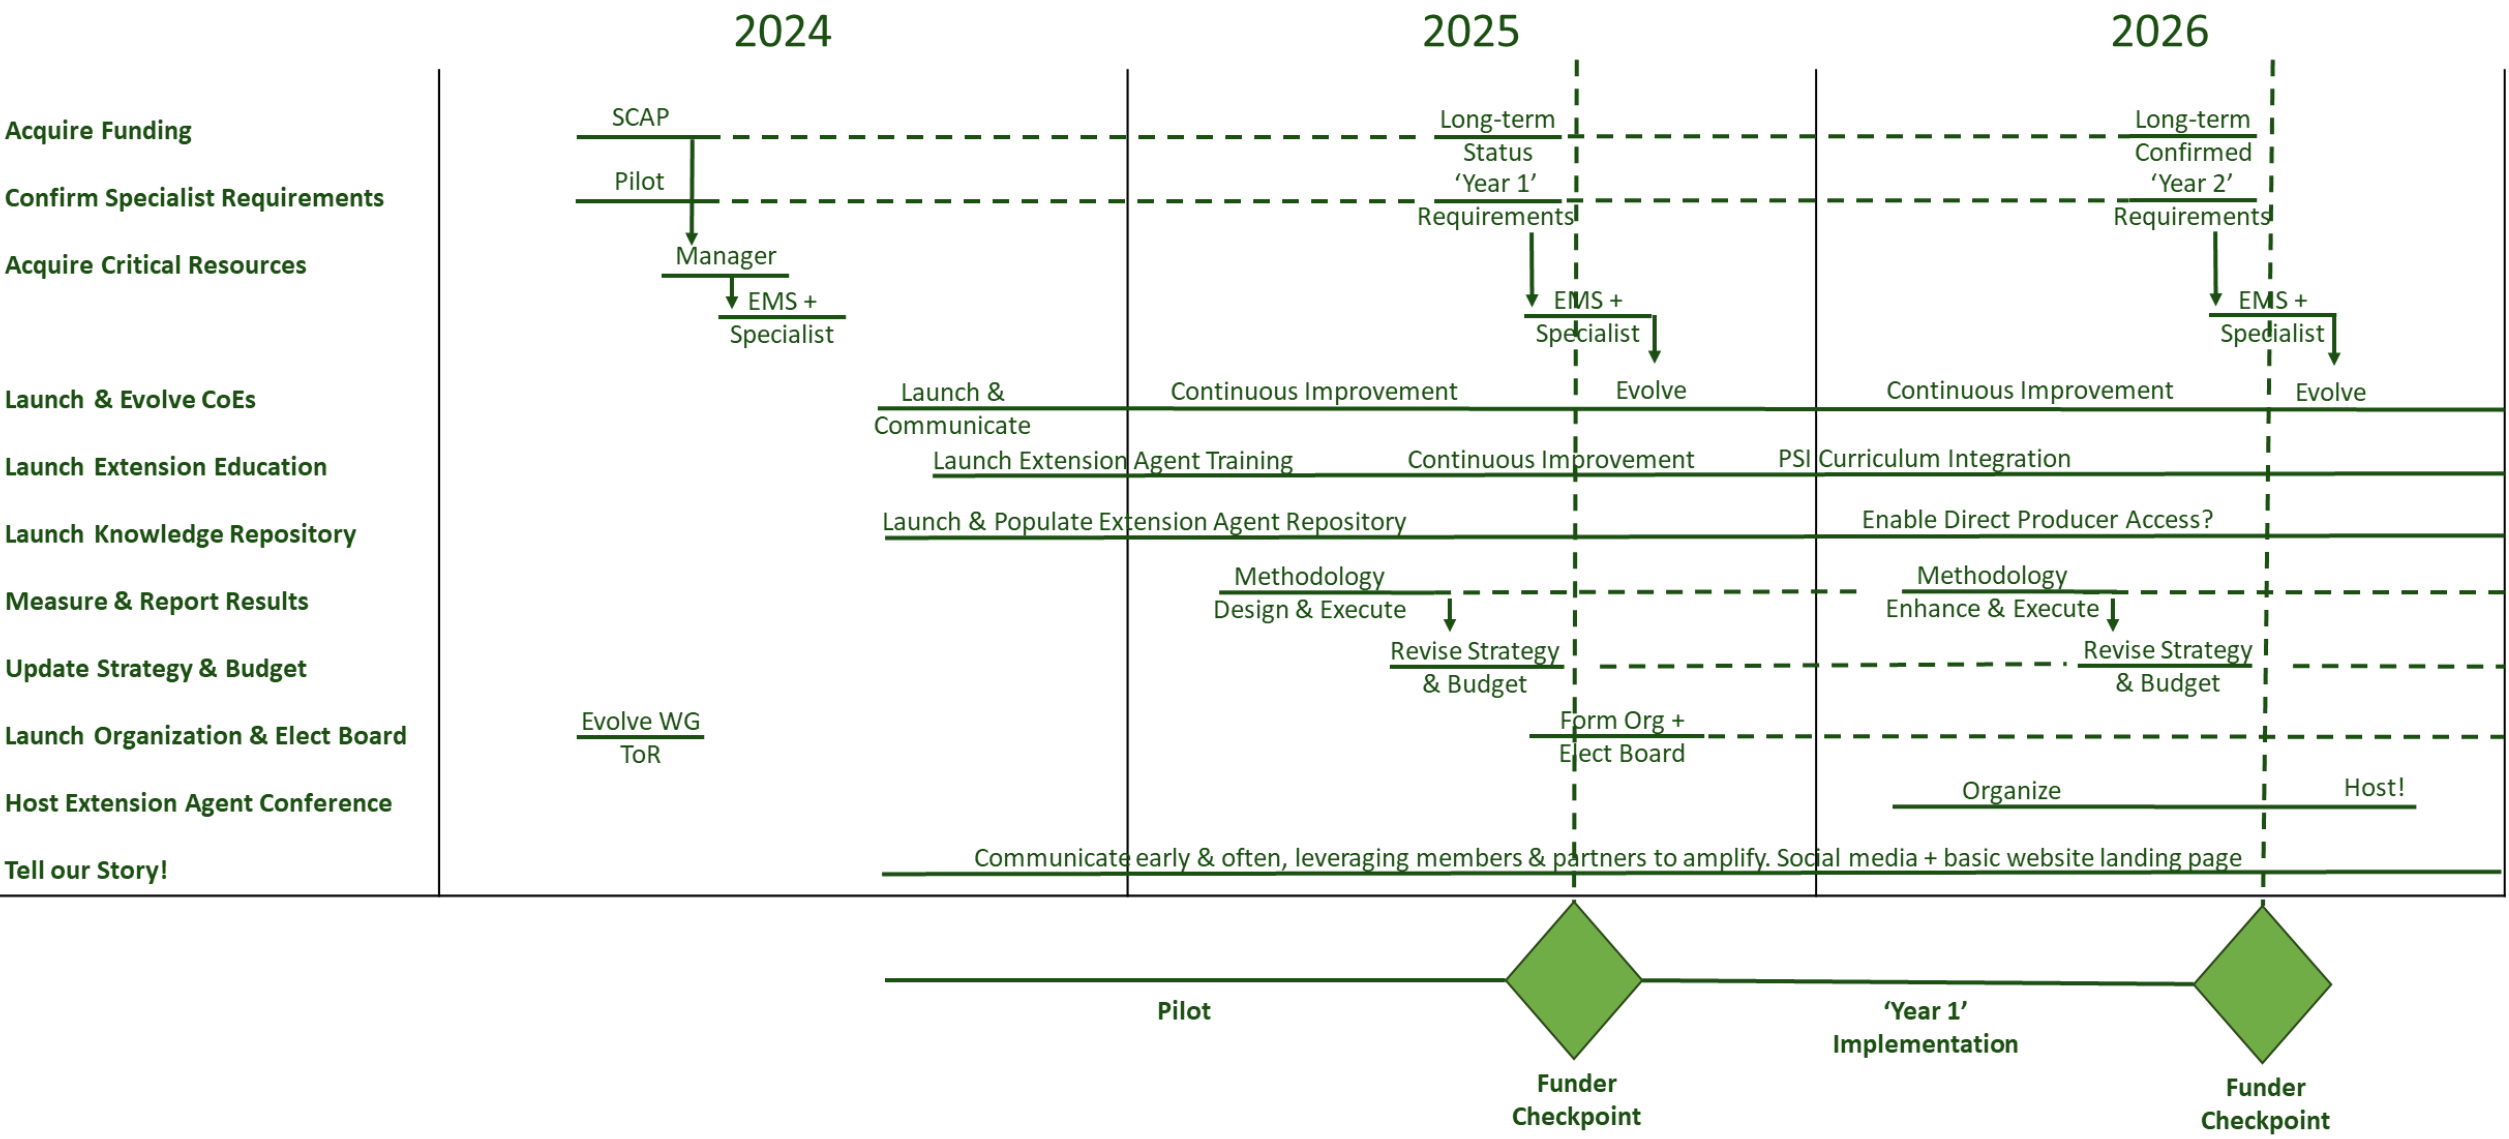 2024
2025
2026
Acquire Funding
SCAP
Long-term
Status
Long-term
Confirmed
Confirm Specialist Requirements
Pilot
‘Year 1’
Requirements
‘Year 2’
Requirements
Acquire Critical Resources
Manager
EMS +
Specialist
EMS +
Specialist
EMS +
Specialist
Launch & Evolve CoEs
Launch &
Communicate
Continuous Improvement
Evolve
Continuous Improvement
Evolve
Launch Extension Education
Launch Extension Agent Training
Continuous Improvement
PSI Curriculum Integration
Launch Knowledge Repository
Launch & Populate Extension Agent Repository
Enable Direct Producer Access?
Measure & Report Results
Methodology
Design & Execute
Methodology
Enhance & Execute
Update Strategy & Budget
Revise Strategy
& Budget
Revise Strategy
& Budget
Launch Organization & Elect Board
Evolve WG
ToR
Form Org +
Elect Board
Host Extension Agent Conference
Organize
Host!
Tell our Story!
Communicate early & often, leveraging members & partners to amplify. Social media + basic website landing page
Pilot
‘Year 1’
Implementation
Funder
Checkpoint
Funder
Checkpoint